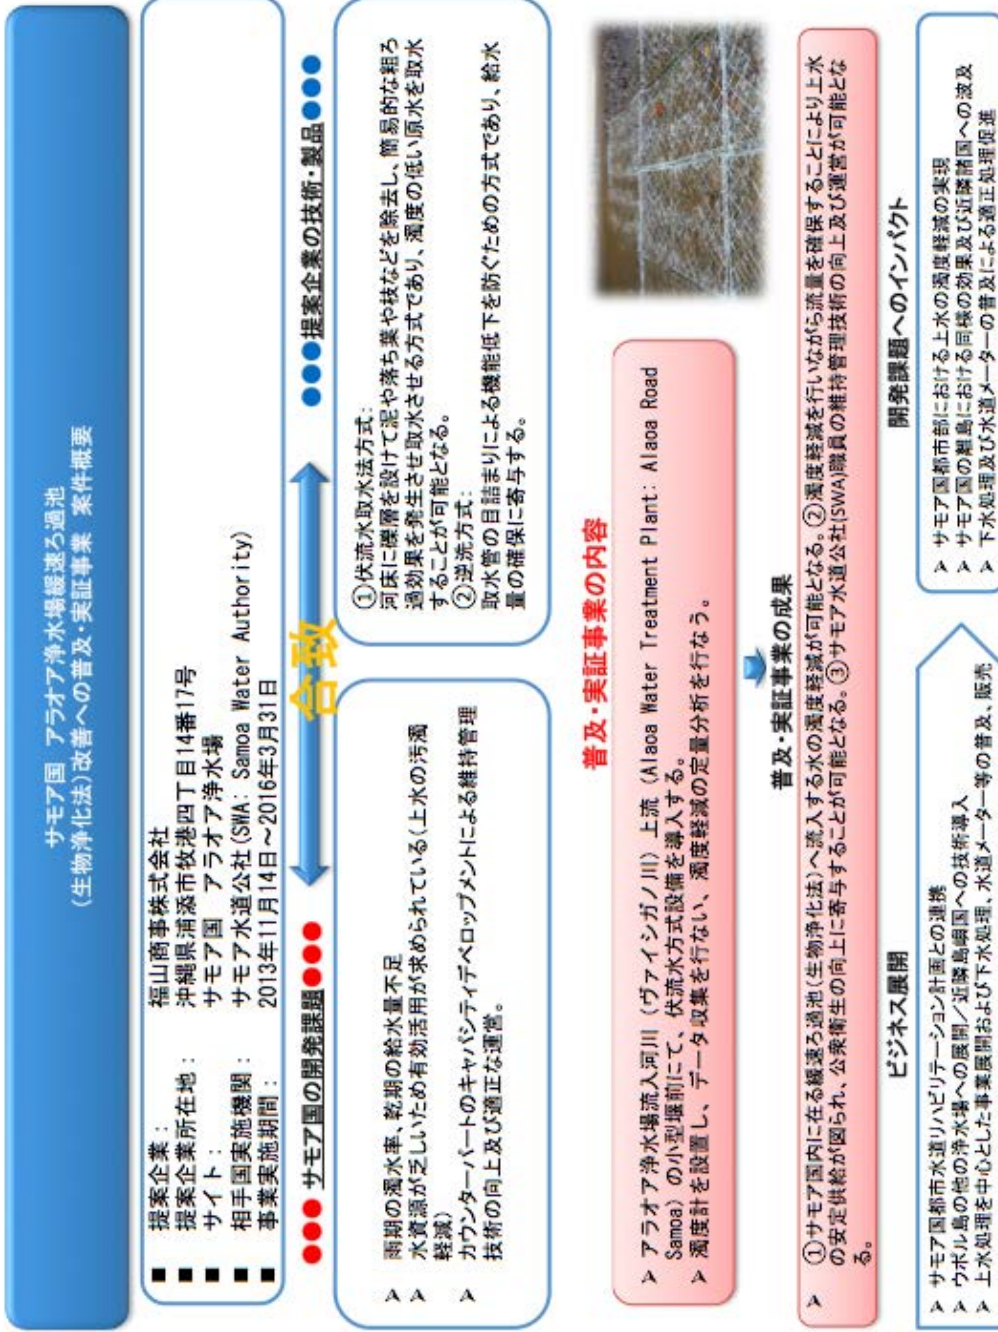 サモア国 アラオア浄水場緩速ろ過池
(生物浄化法)改善への普及・実証事業 案件概要
■ 提案企業: 福山商事株式会社
■ 提案企業所在地: 沖縄県浦添市牧港四丁目14番17号
■ サイト: サモア国 アラオア浄水場
■ 相手国実施機関: サモア水道公社(SWA: Samoa Water Authority)
■ 事業実施期間: 2013年11月14日~2016年3月31日
●●● サモア国の開発課題●●●
合致
●●●提案企業の技術・製品●●●
➢ 雨期の濁水率、乾期の給水量不足
➢ 水資源が乏しいため有効活用が求められている(上水の汚濁
軽減)
➢ カウンターパートのキャパシティデベロップメントによる維持管理
技術の向上及び適正な運営。
①伏流水取水法方式:
河床に礫層を設けて泥や落ち葉や枝などを除去し、簡易的な粗ろ
過効果を発生させ取水させる方式であり、濁度の低い原水を取水
することが可能となる。
②逆洗方式:
取水管の目詰まりによる機能低下を防ぐための方式であり、給水
量の確保に寄与する。
普及・実証事業の内容
➢ アラオア浄水場流入河川(ヴァイシガノ川)上流(Alaoa Water Treatment Plant: Alaoa Road
Samoa)の小型堰前にて、伏流水方式設備を導入する。
➢ 濁度計を設置し、データ収集を行ない、濁度軽減の定量分析を行なう。
普及・実証事業の成果
➢ ①サモア国内に在る緩速ろ過池(生物浄化法)へ流入する水の濁度軽減が可能となる。②濁度軽減を行いながら流量を確保することにより上水
の安定供給が図られ、公衆衛生の向上に寄与することが可能となる。③サモア水道公社(SWA)職員の維持管理技術の向上及び運営が可能とな
る。
ビジネス展開
➢ サモア国都市水道リハビリテーション計画との連携
➢ ウポル島の他の浄水場への展開/近隣島嶼国への技術導入
➢ 上水処理を中心とした事業展開および下水処理、水道メーター等の普及、販売
開発課題へのインパクト
➢ サモア国都市部における上水の濁度軽減の実現
➢ サモア国の離島における同様の効果及び近隣諸国への波及
➢ 下水処理及び水道メーターの普及による適正処理促進